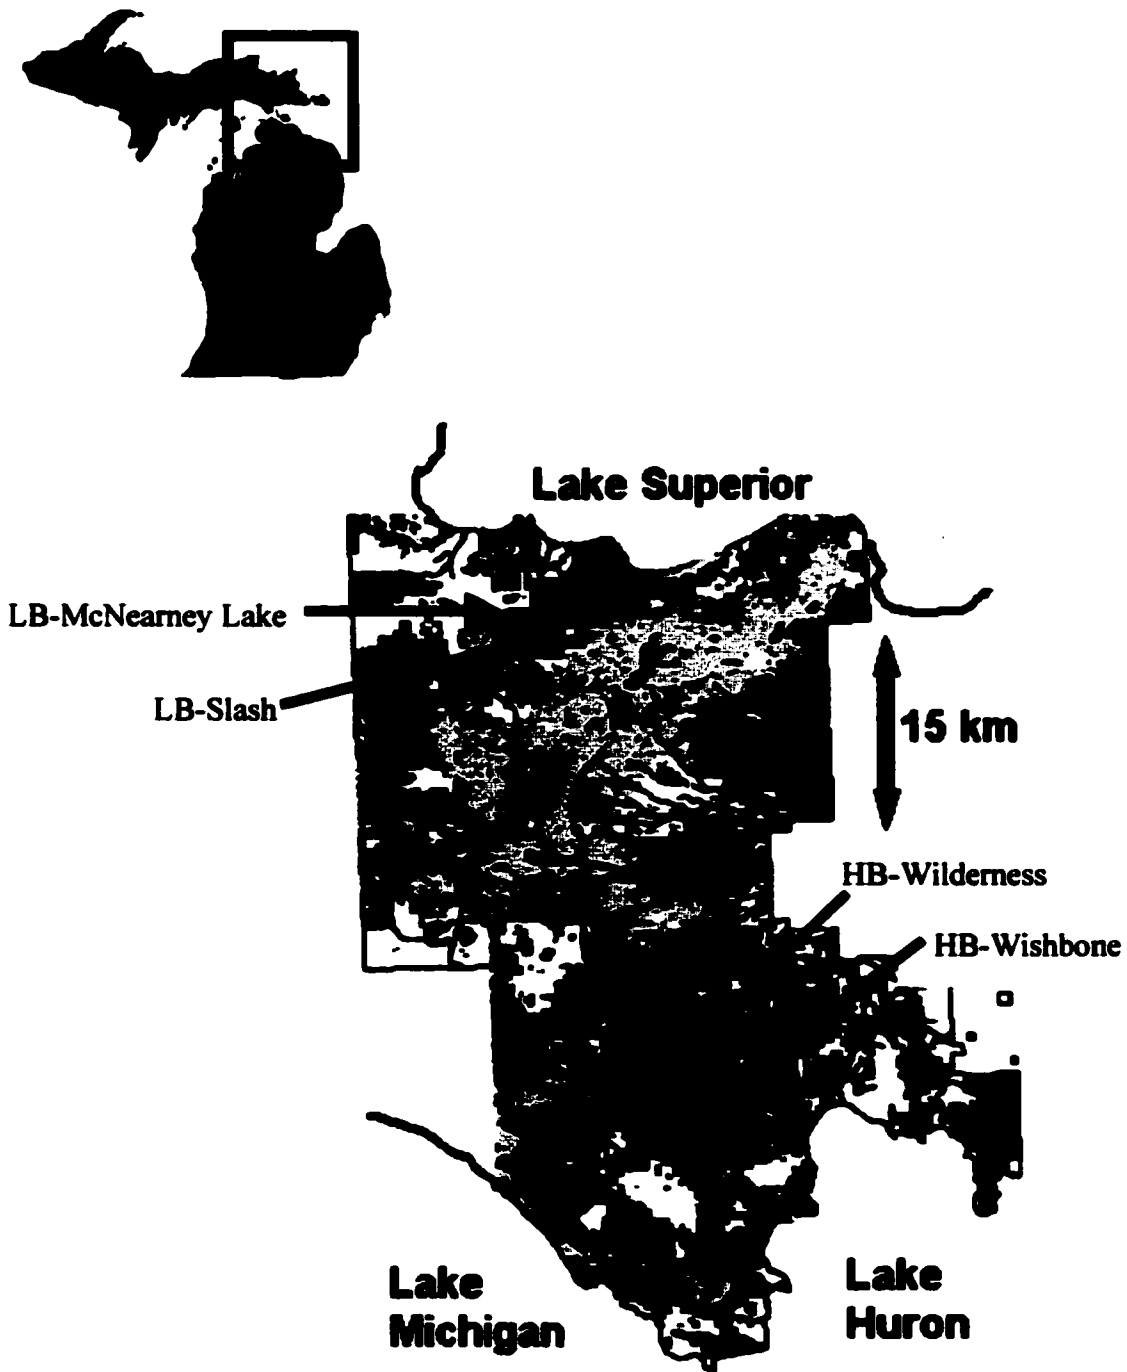 Lake Superior
LB-McNearney Lake
LB-Slash
15 km
HB-Wilderness
HB-Wishbone
Lake
Michigan
Lake
Huron